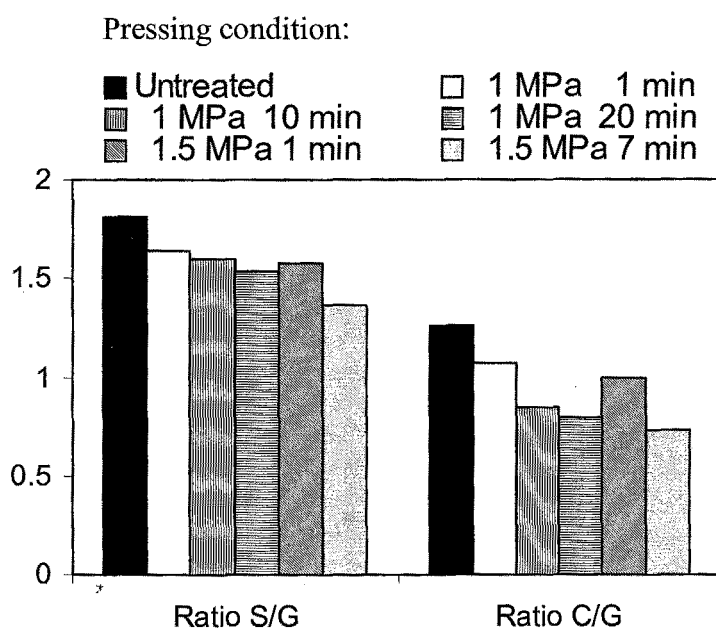 Pressing condition:
Untreated 1 MPa 1 min
1 MPa 10 min 1 MPa 20 min
1.5 MPa 1 min 1.5 MPa 7 min
2
1.5
1
0.5
0
Ratio S/G Ratio C/G